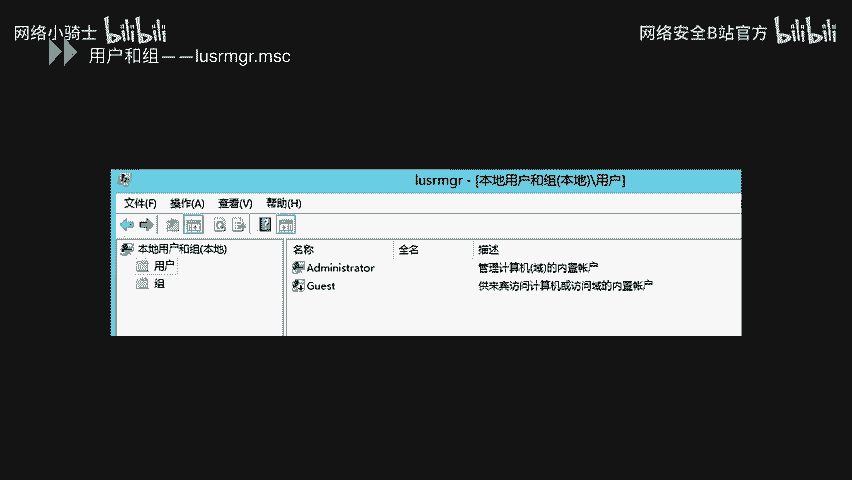 网络小骑士 bilibili
网络安全B站官方 bilibili
用户和组——lusrmgr.msc
lusrmgr - [本地用户和组(本地)\用户]
文件(F) 操作(A) 查看(V) 帮助(H)
本地用户和组(本地)
用户
组
名称 全名 描述
Administrator 管理计算机(域)的内置帐户
Guest 供来宾访问计算机或访问域的内置帐户